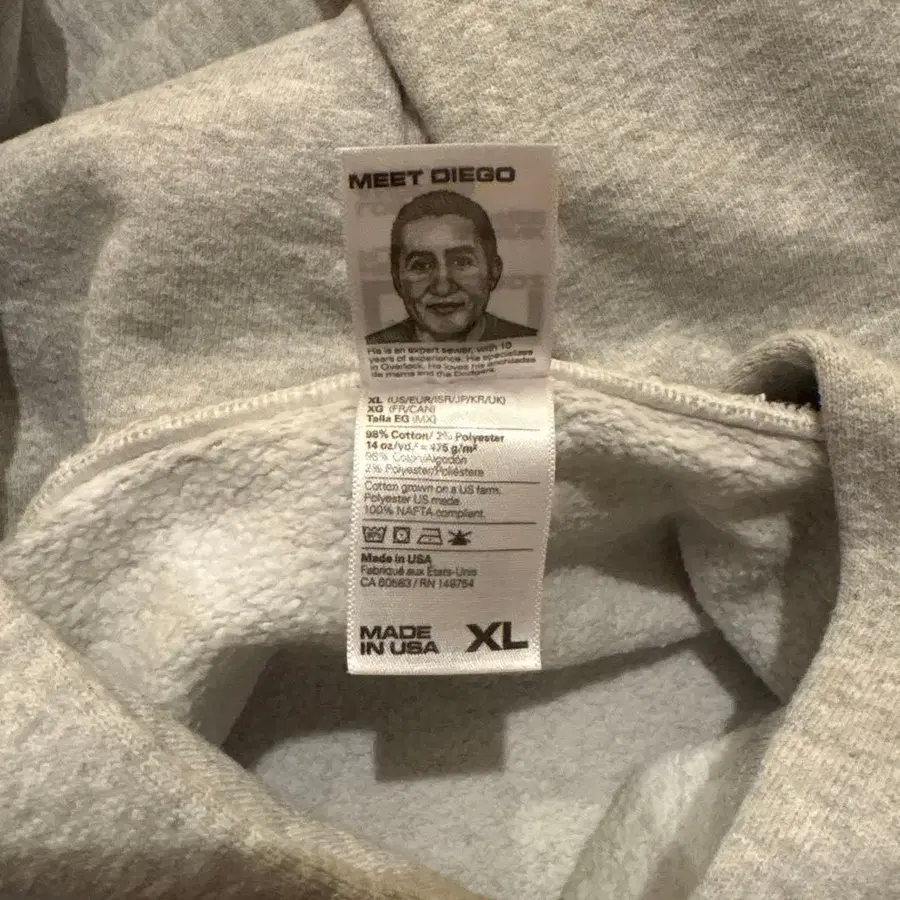 MEET DIEGO
He is an expert sewer, with 10
years of experience. He specializes
in Overlock. He loves his enchiladas
de mama and the Dodgers.
XL (US/EUR/ISR/JP/KR/UK)
XG (FR/CAN)
Talla EG (MX)
98% Cotton/ 2% Polyester
14 oz/yd.² = 475 g/m²
98% Coton/Algodón
2% Polyester/Poliéstere
Cotton grown on a US farm.
Polyester US made.
100% NAFTA compliant.
Made in USA
Fabriqué aux États-Unis
CA 60583 / RN 148754
MADE
IN USA XL